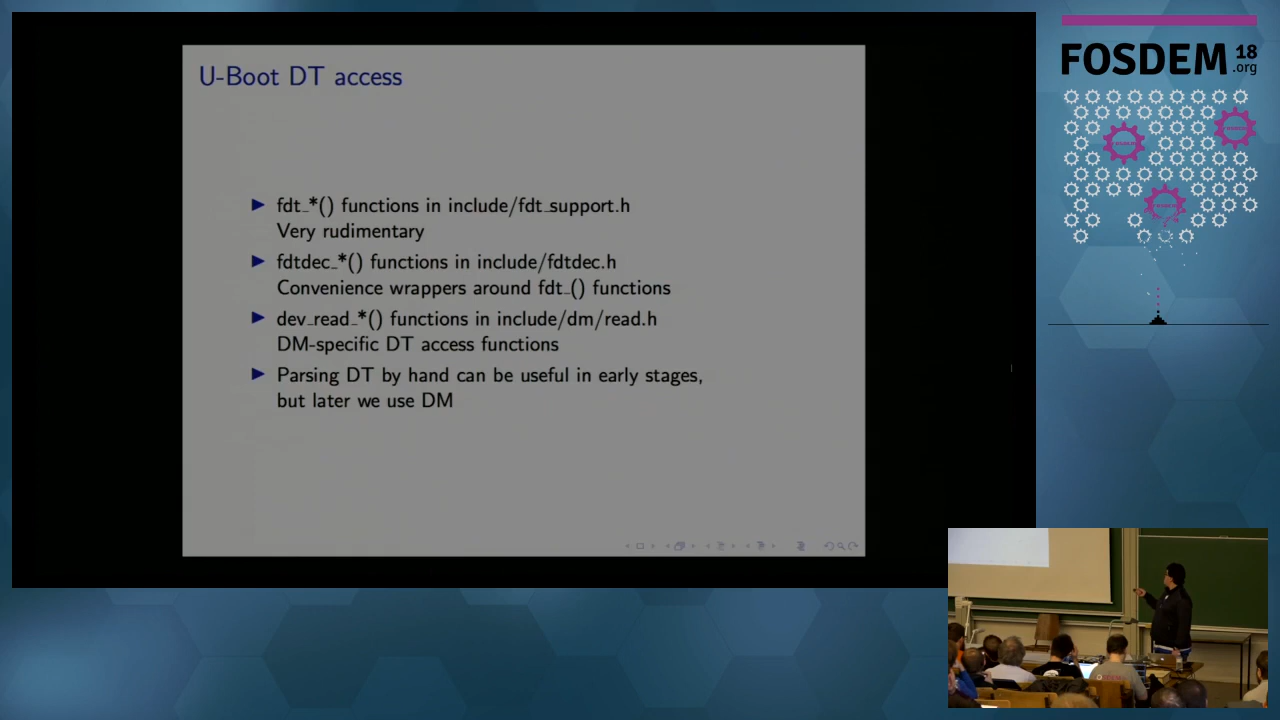 U-Boot DT access
▶ fdt_*() functions in include/fdt_support.h
Very rudimentary
▶ fdtdec_*() functions in include/fdtdec.h
Convenience wrappers around fdt_() functions
▶ dev_read_*() functions in include/dm/read.h
DM-specific DT access functions
▶ Parsing DT by hand can be useful in early stages,
but later we use DM
FOSDEM 18
.org